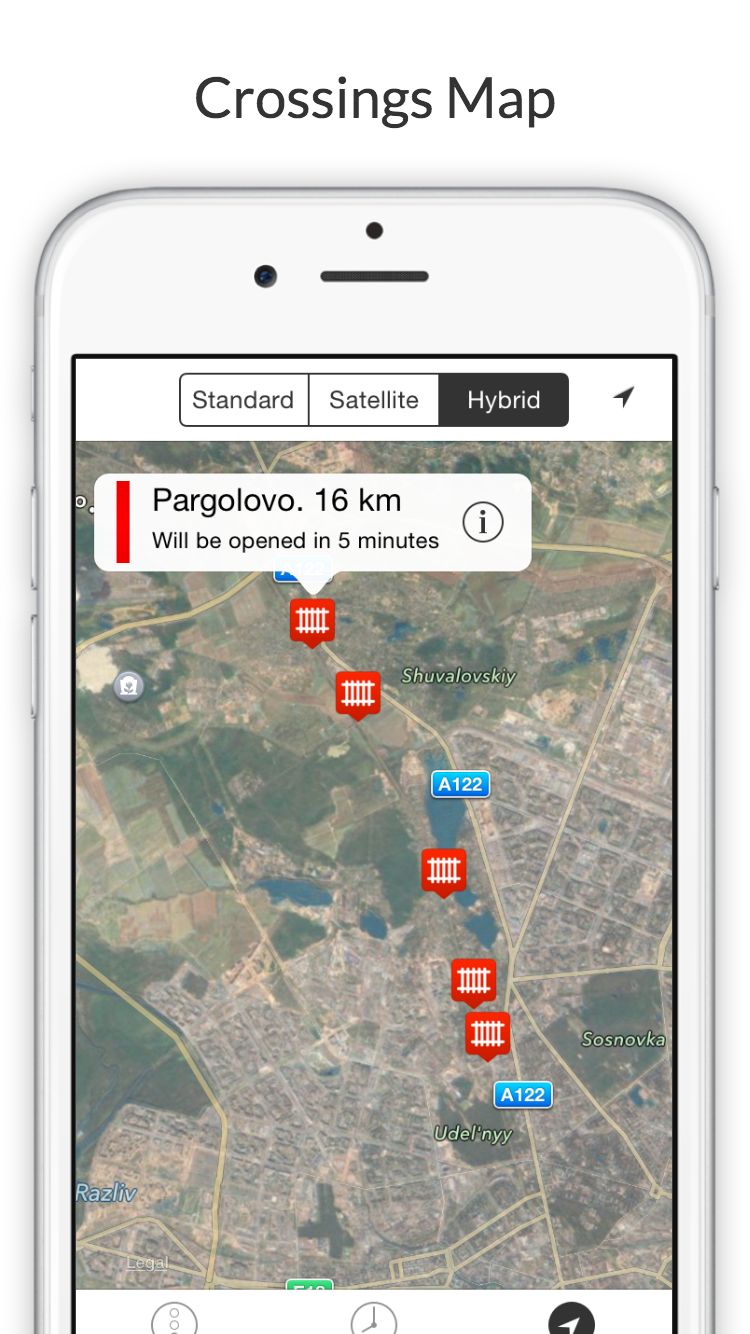 Crossings Map
Standard
Satellite
Hybrid
Pargolovo. 16 km
Will be opened in 5 minutes
A122
Shuvalovskiy
A122
Sosnovka
A122
Udel'nyy
Razliv
Legal